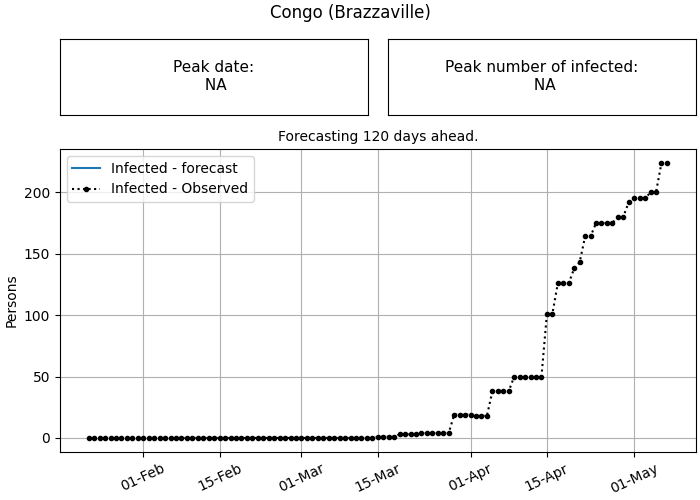 Congo (Brazzaville)
Peak date:
NA
Peak number of infected:
NA
Forecasting 120 days ahead.
Infected - forecast
Infected - Observed
Persons
200
150
100
50
0
01-Feb
15-Feb
01-Mar
15-Mar
01-Apr
15-Apr
01-May